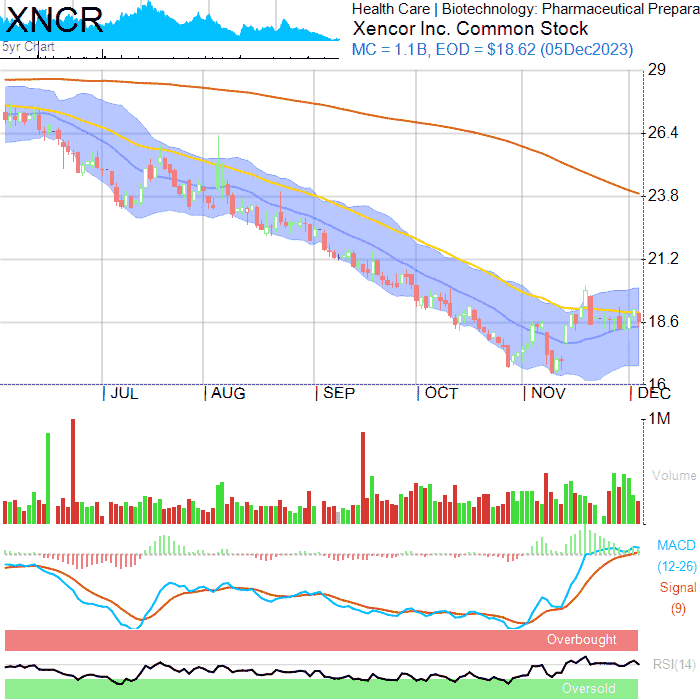 XNCR
5yr Chart
Health Care | Biotechnology: Pharmaceutical Prepara
Xencor Inc. Common Stock
MC = 1.1B, EOD = $18.62 (05Dec2023)
29
26.4
23.8
21.2
18.6
16
JUL AUG SEP OCT NOV DEC
1M
Volume
MACD
(12-26)
Signal
(9)
Overbought
RSI(14)
Oversold